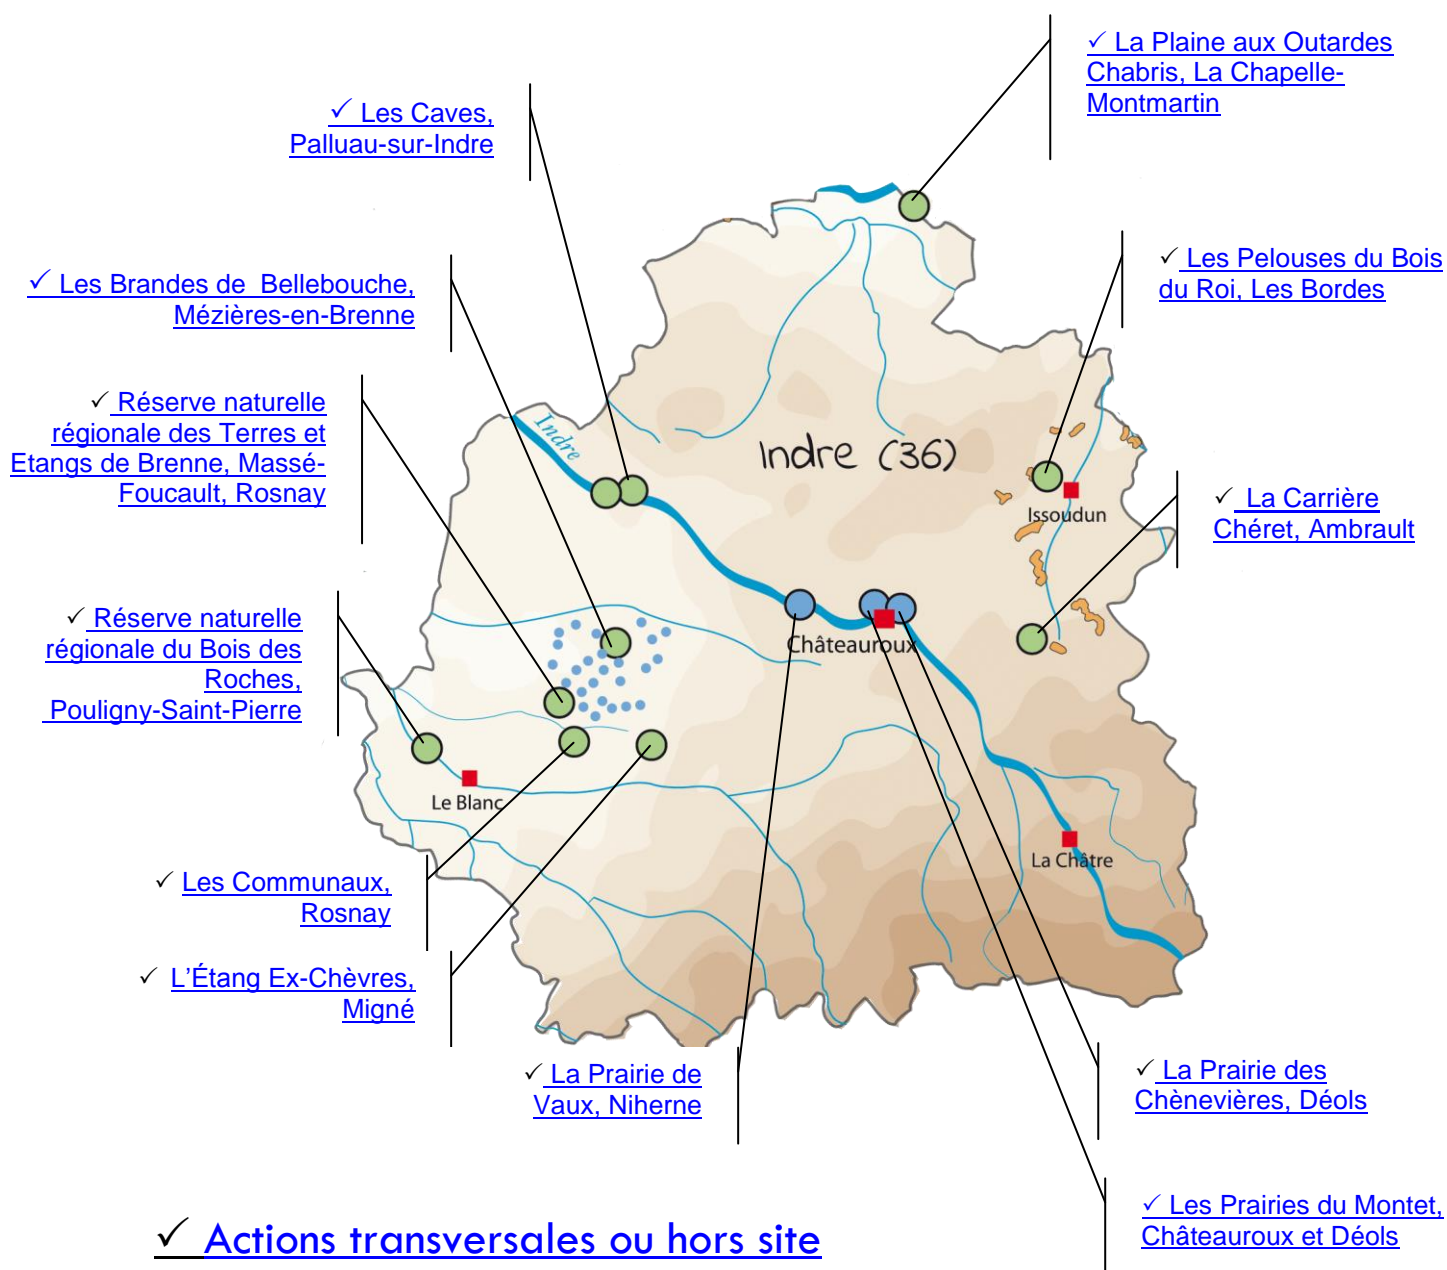 ✓ La Plaine aux Outardes
Chabris, La Chapelle-
Montmartin
✓ Les Caves,
Palluau-sur-Indre
✓ Les Pelouses du Bois
du Roi, Les Bordes
✓ Les Brandes de Bellebouche,
Mézières-en-Brenne
✓ Réserve naturelle
régionale des Terres et
Etangs de Brenne, Massé-
Foucault, Rosnay
Indre
Indre (36)
Issoudun
✓ La Carrière
Chéret, Ambrault
✓ Réserve naturelle
régionale du Bois des
Roches,
Pouligny-Saint-Pierre
Châteauroux
Le Blanc
La Châtre
✓ Les Communaux,
Rosnay
✓ L'Étang Ex-Chèvres,
Migné
✓ La Prairie de
Vaux, Niherne
✓ La Prairie des
Chènevières, Déols
✓ Les Prairies du Montet,
Châteauroux et Déols
✓ Actions transversales ou hors site